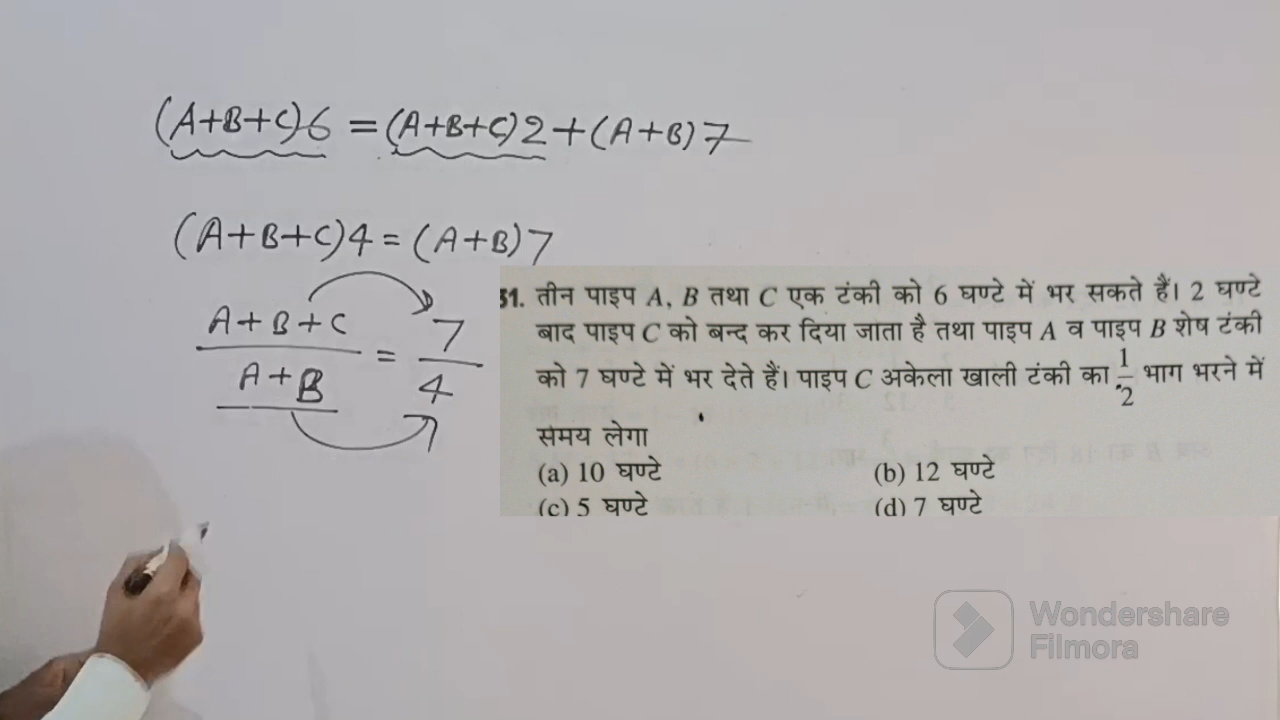 (A+B+C)6 = (A+B+C)2 + (A+B)7
(A+B+C)4 = (A+B)7
A+B+C
A+B
=
7
4
31. तीन पाइप A, B तथा C एक टंकी को 6 घण्टे में भर सकते हैं। 2 घण्टे
बाद पाइप C को बन्द कर दिया जाता है तथा पाइप A व पाइप B शेष टंकी
को 7 घण्टे में भर देते हैं। पाइप C अकेला खाली टंकी का 1/2 भाग भरने में
समय लेगा
(a) 10 घण्टे (b) 12 घण्टे
(c) 5 घण्टे (d) 7 घण्टे
Wondershare
Filmora